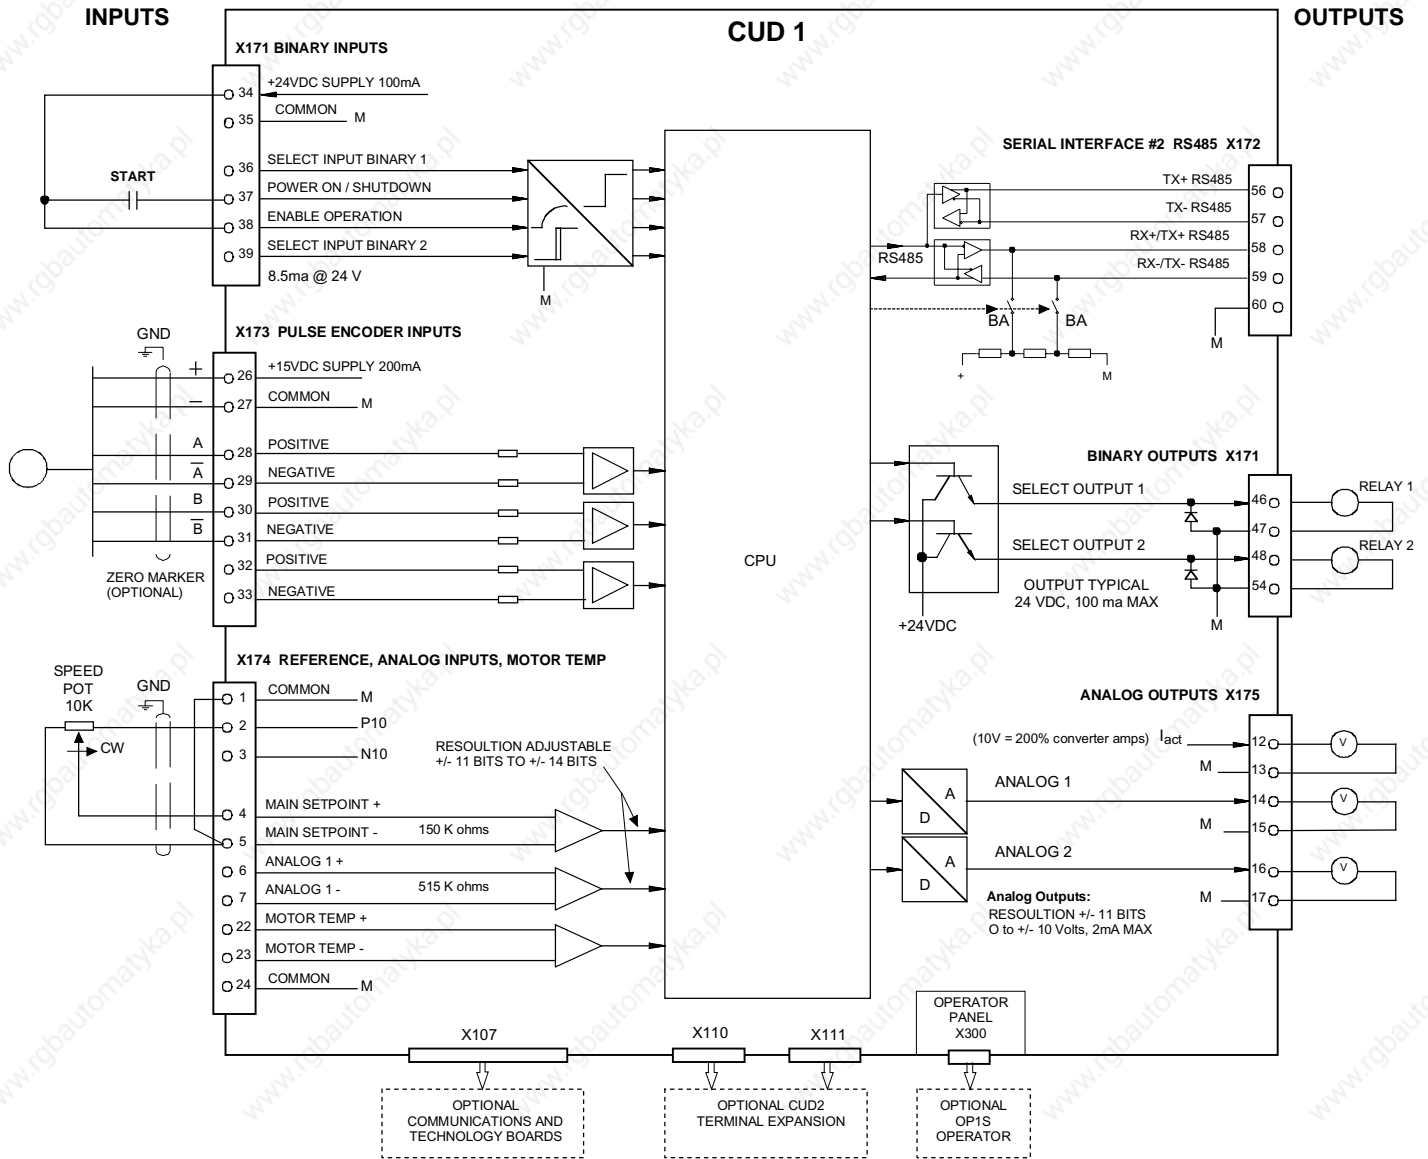 INPUTS
CUD 1
OUTPUTS
X171 BINARY INPUTS
34 +24VDC SUPPLY 100mA
35 COMMON M
36 SELECT INPUT BINARY 1
START
37 POWER ON / SHUTDOWN
38 ENABLE OPERATION
39 SELECT INPUT BINARY 2
8.5ma @ 24 V
M
GND
X173 PULSE ENCODER INPUTS
+ 26 +15VDC SUPPLY 200mA
− 27 COMMON M
A 28 POSITIVE
A 29 NEGATIVE
B 30 POSITIVE
B 31 NEGATIVE
32 POSITIVE
33 NEGATIVE
ZERO MARKER
(OPTIONAL)
X174 REFERENCE, ANALOG INPUTS, MOTOR TEMP
SPEED
POT
10K
GND
CW
1 COMMON M
2 P10
3 N10
RESOULTION ADJUSTABLE
+/- 11 BITS TO +/- 14 BITS
4 MAIN SETPOINT +
5 MAIN SETPOINT - 150 K ohms
6 ANALOG 1 +
7 ANALOG 1 - 515 K ohms
22 MOTOR TEMP +
23 MOTOR TEMP -
24 COMMON M
CPU
SERIAL INTERFACE #2 RS485 X172
TX+ RS485 56
TX- RS485 57
RX+/TX+ RS485 58
RS485
RX-/TX- RS485 59
60
M
BA BA
+ M
BINARY OUTPUTS X171
SELECT OUTPUT 1 46 RELAY 1
47
SELECT OUTPUT 2 48 RELAY 2
OUTPUT TYPICAL
24 VDC, 100 ma MAX
54
+24VDC
M
ANALOG OUTPUTS X175
(10V = 200% converter amps) Iact 12 V
M 13
A
D
ANALOG 1 14 V
M 15
A
D
ANALOG 2 16 V
M 17
Analog Outputs:
RESOULTION +/- 11 BITS
O to +/- 10 Volts, 2mA MAX
X107
X110
X111
OPERATOR
PANEL
X300
OPTIONAL
COMMUNICATIONS AND
TECHNOLOGY BOARDS
OPTIONAL CUD2
TERMINAL EXPANSION
OPTIONAL
OP1S
OPERATOR
www.rgbautomatyka.pl